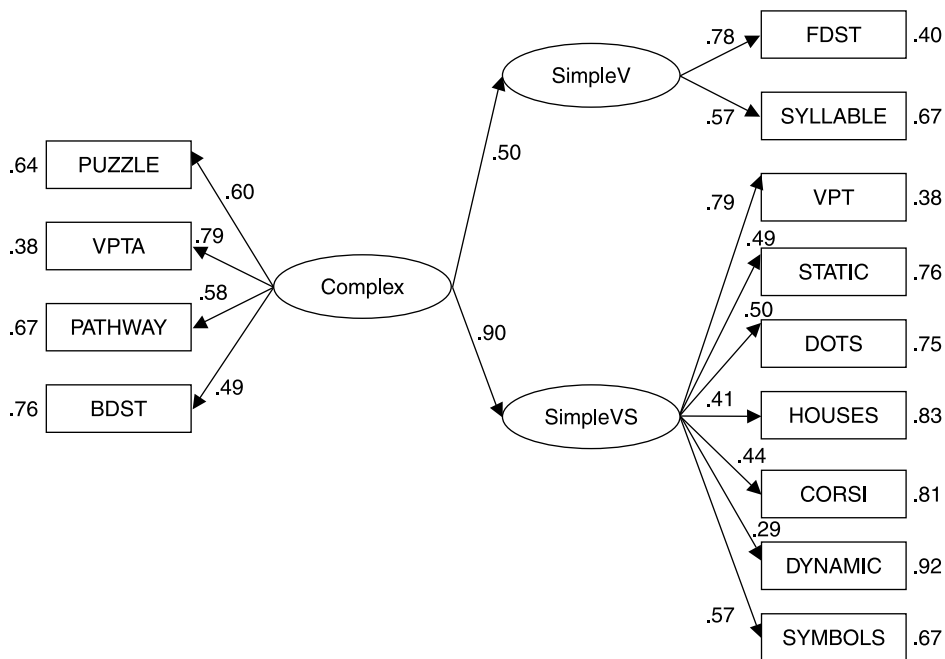 .78
FDST
.40
SimpleV
.57
SYLLABLE
.67
.50
.64
PUZZLE
.60
.79
VPT
.38
.38
VPTA
.79
.49
STATIC
.76
Complex
.58
.50
.67
PATHWAY
.90
DOTS
.75
.76
BDST
.49
SimpleVS
.41
HOUSES
.83
.44
CORSI
.81
.29
DYNAMIC
.92
.57
SYMBOLS
.67